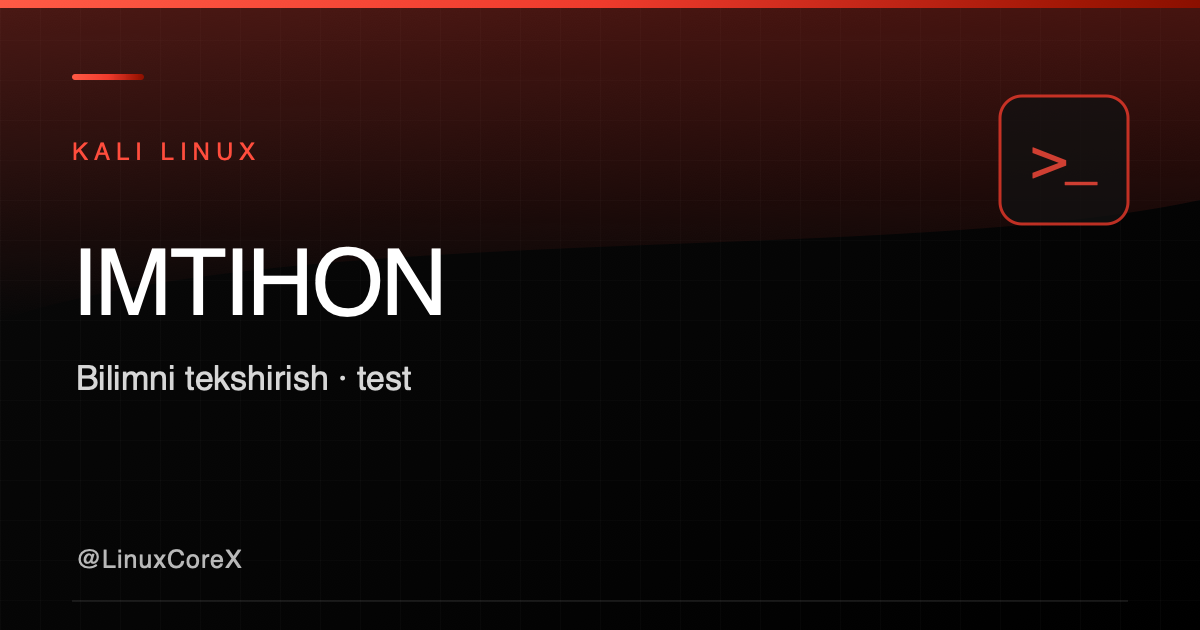 KALI LINUX
>_
IMTIHON
Bilimni tekshirish · test
@LinuxCoreX